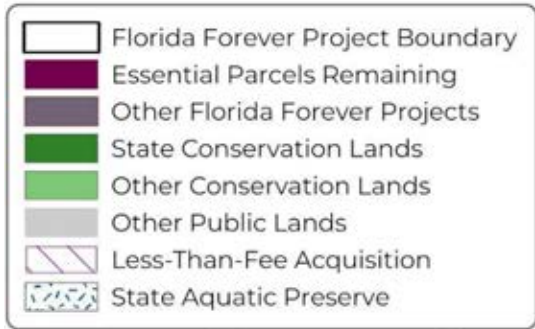 Florida Forever Project Boundary
Essential Parcels Remaining
Other Florida Forever Projects
State Conservation Lands
Other Conservation Lands
Other Public Lands
Less-Than-Fee Acquisition
State Aquatic Preserve